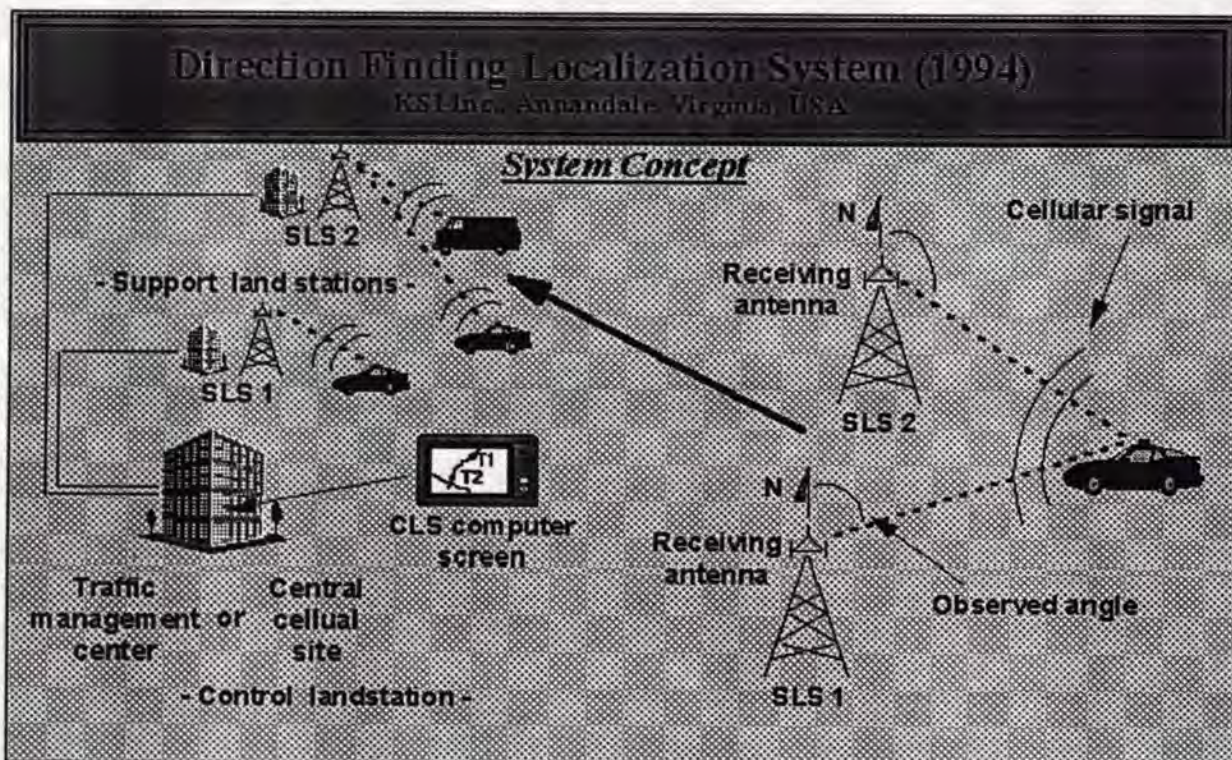 Direction Finding Localization System (1994)
KSI Inc., Annandale, Virginia, USA
System Concept
SLS 2
- Support land stations -
SLS 1
T1
T2
CLS computer
screen
Traffic
management or
center
Central
cellual
site
- Control landstation -
N
Receiving
antenna
SLS 2
Cellular signal
N
Receiving
antenna
SLS 1
Observed angle